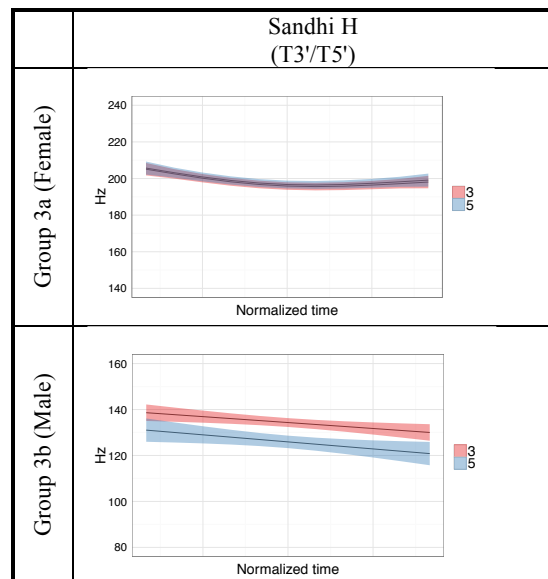 Sandhi H
(T3'/T5')
Group 3a (Female)
240
220
200
180
160
140
Hz
Normalized time
3
5
Group 3b (Male)
160
140
120
100
80
Hz
Normalized time
3
5